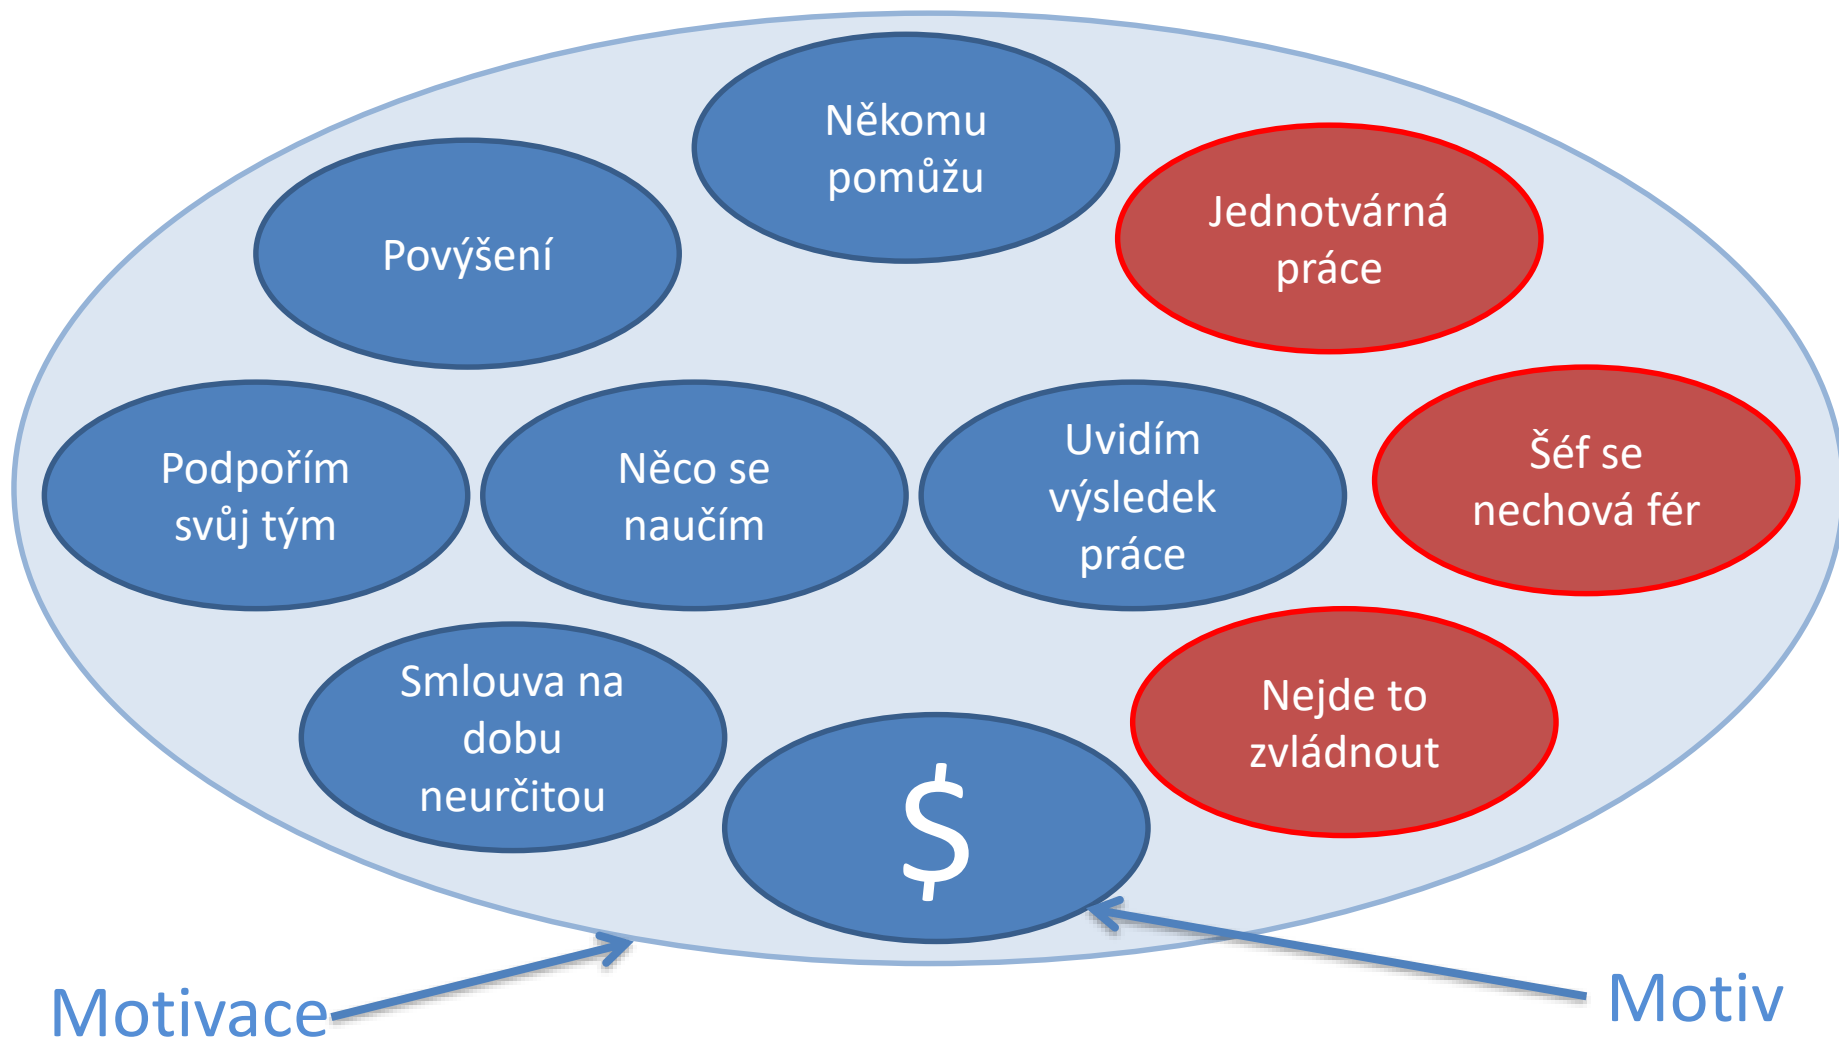 Někomu
pomůžu
Povýšení
Jednotvárná
práce
Podpořím
svůj tým
Něco se
naučím
Uvidím
výsledek
práce
Šéf se
nechová fér
Smlouva na
dobu
neurčitou
$
Nejde to
zvládnout
Motivace
Motiv